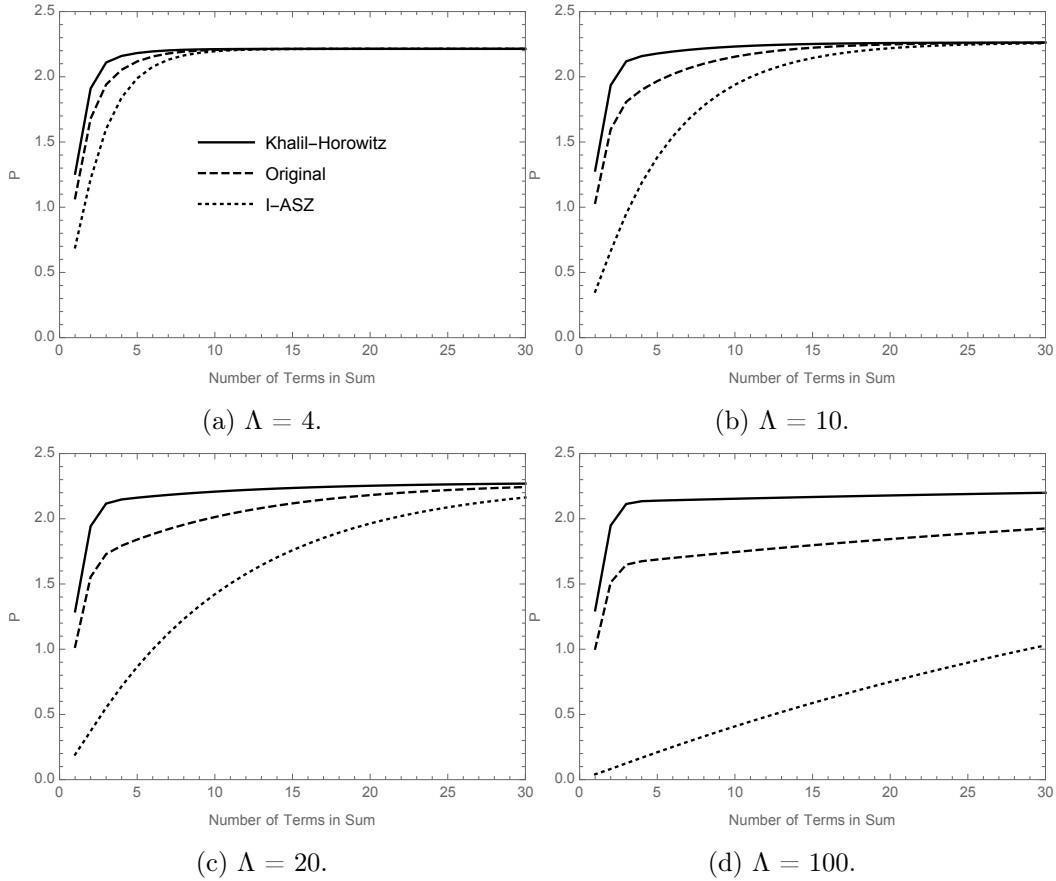 2.5
2.0
1.5
1.0
0.5
0.0
P
0 5 10 15 20 25 30
Number of Terms in Sum
Khalil-Horowitz
Original
I-ASZ
(a) Λ = 4.
2.5
2.0
1.5
1.0
0.5
0.0
P
0 5 10 15 20 25 30
Number of Terms in Sum
(b) Λ = 10.
2.5
2.0
1.5
1.0
0.5
0.0
P
0 5 10 15 20 25 30
Number of Terms in Sum
(c) Λ = 20.
2.5
2.0
1.5
1.0
0.5
0.0
P
0 5 10 15 20 25 30
Number of Terms in Sum
(d) Λ = 100.